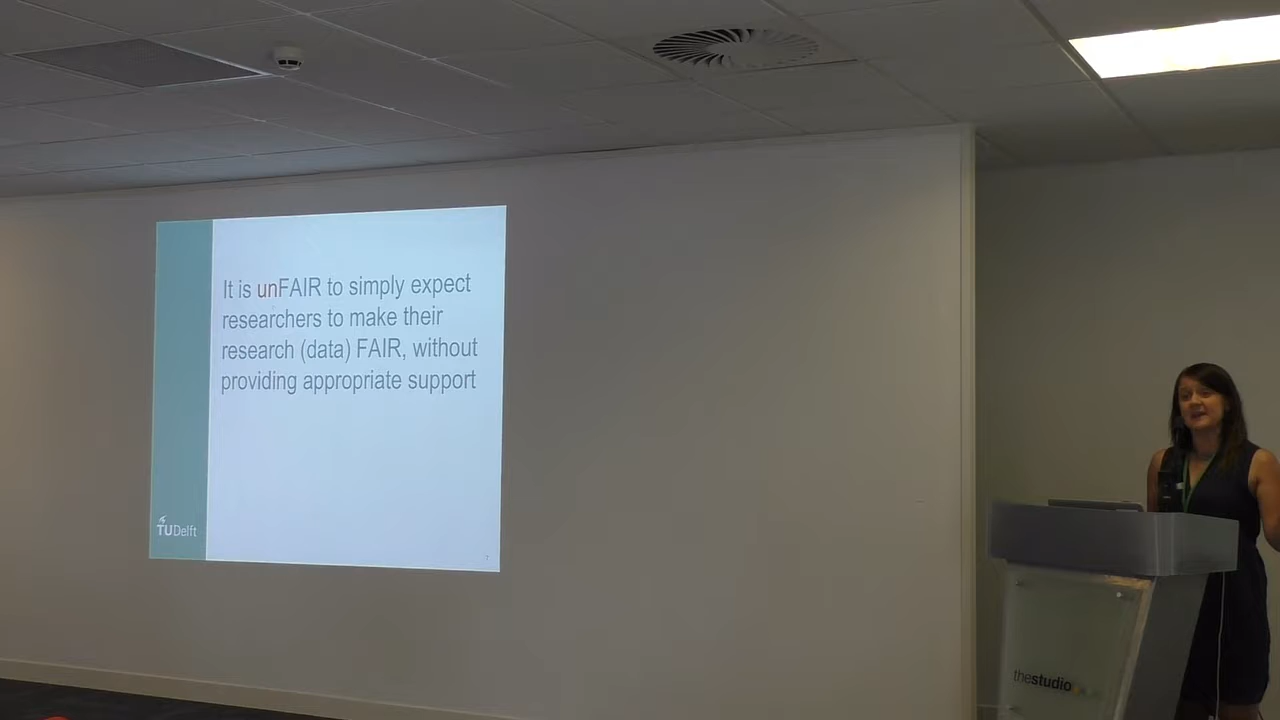 It is unFAIR to simply expect
researchers to make their
research (data) FAIR, without
providing appropriate support
TUDelft
thestudio